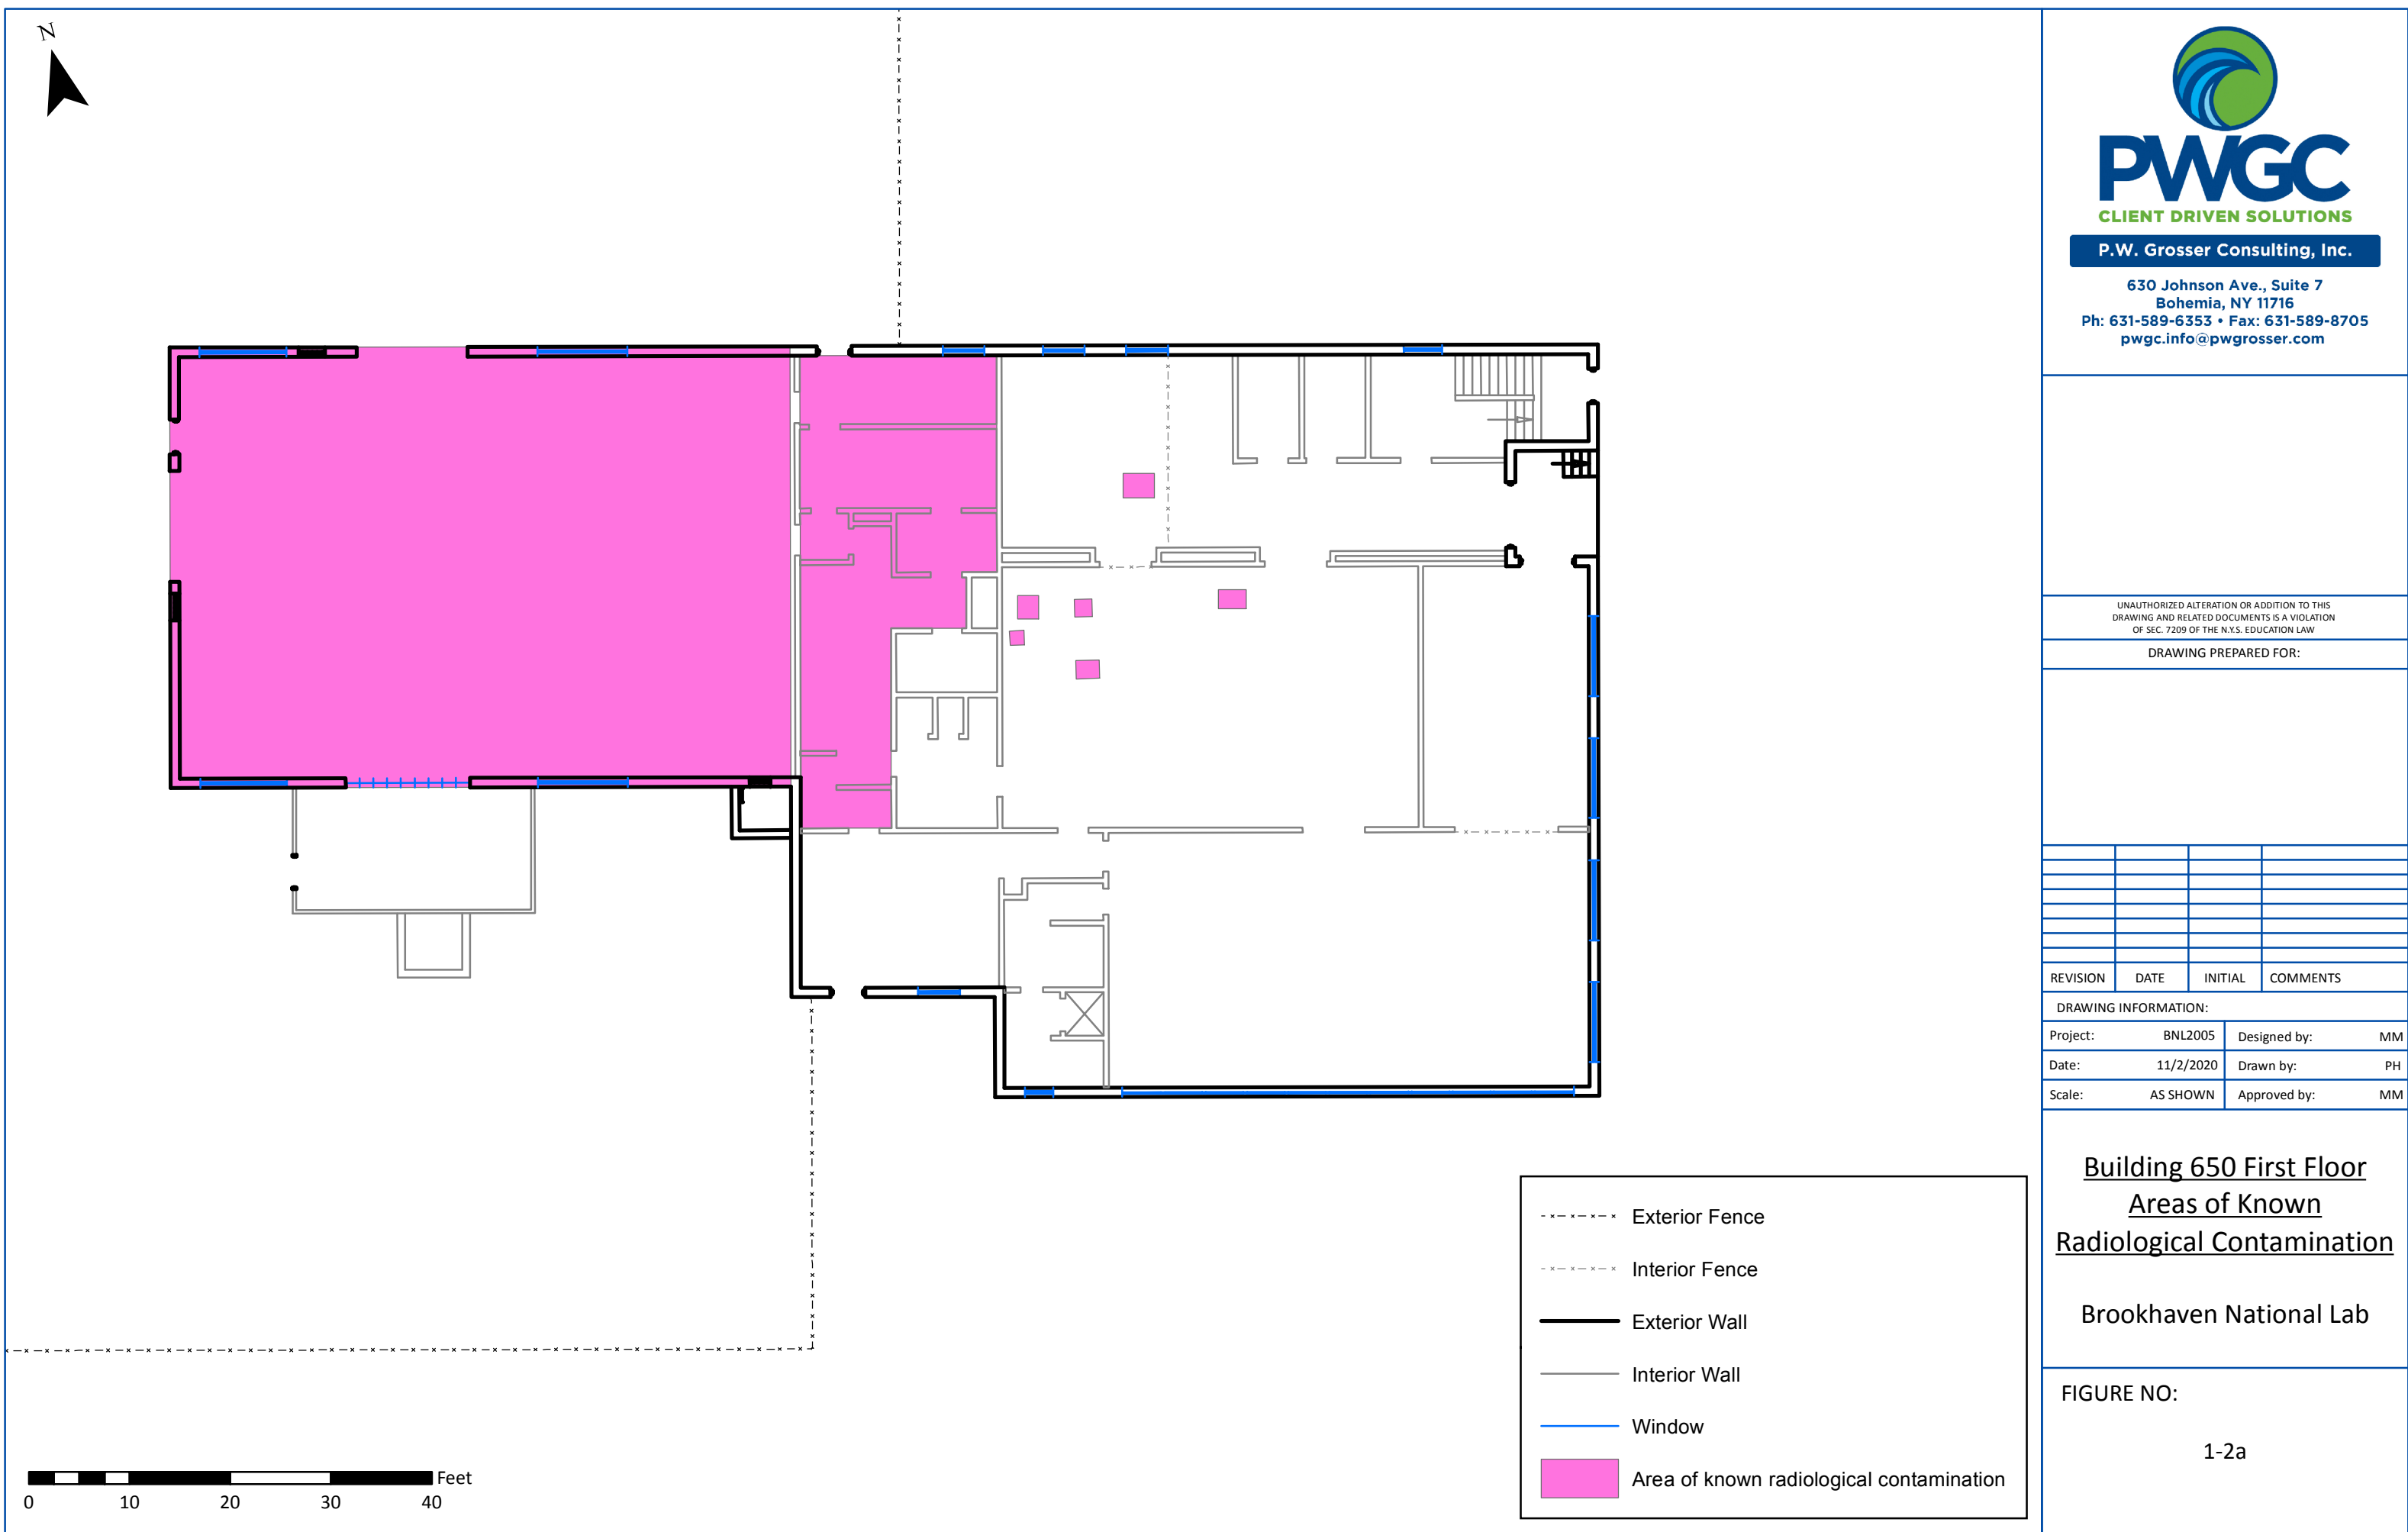 N
PWGC
CLIENT DRIVEN SOLUTIONS
P.W. Grosser Consulting, Inc.
630 Johnson Ave., Suite 7
Bohemia, NY 11716
Ph: 631-589-6353 • Fax: 631-589-8705
pwgc.info@pwgrosser.com
UNAUTHORIZED ALTERATION OR ADDITION TO THIS
DRAWING AND RELATED DOCUMENTS IS A VIOLATION
OF SEC. 7209 OF THE N.Y.S. EDUCATION LAW
DRAWING PREPARED FOR:
REVISION DATE INITIAL COMMENTS
DRAWING INFORMATION:
Project: BNL2005 Designed by: MM
Date: 11/2/2020 Drawn by: PH
Scale: AS SHOWN Approved by: MM
Building 650 First Floor
Areas of Known
Radiological Contamination
Brookhaven National Lab
FIGURE NO:
1-2a
Exterior Fence
Interior Fence
Exterior Wall
Interior Wall
Window
Area of known radiological contamination
Feet
0 10 20 30 40